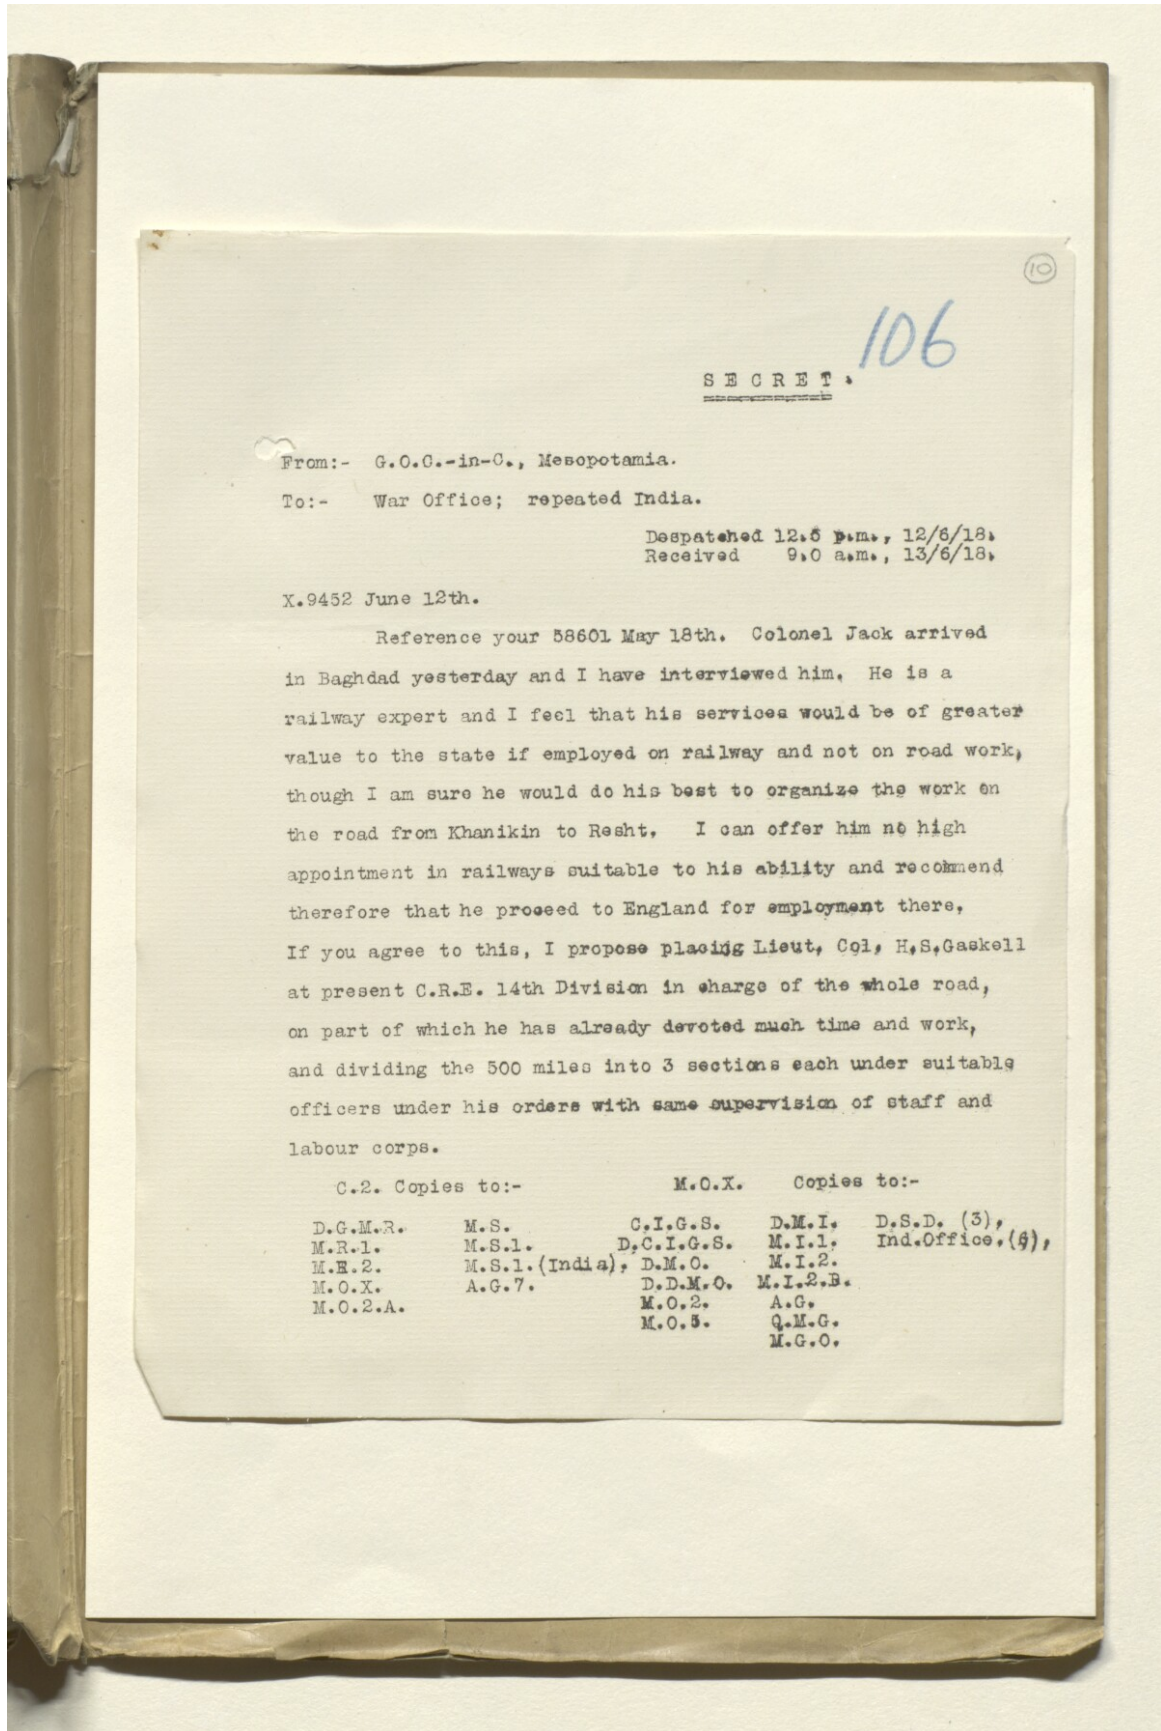 10
106
SECRET.
From:- G.O.C.-in-C., Mesopotamia.
To:- War Office; repeated India.
Despatched 12.5 p.m., 12/6/18.
Received 9.0 a.m., 13/6/18.
X.9452 June 12th.
Reference your 58601 May 18th. Colonel Jack arrived
in Baghdad yesterday and I have interviewed him. He is a
railway expert and I feel that his services would be of greater
value to the state if employed on railway and not on road work,
though I am sure he would do his best to organize the work on
the road from Khanikin to Resht. I can offer him no high
appointment in railways suitable to his ability and recommend
therefore that he proceed to England for employment there.
If you agree to this, I propose placing Lieut. Col. H.S.Gaskell
at present C.R.E. 14th Division in charge of the whole road,
on part of which he has already devoted much time and work,
and dividing the 500 miles into 3 sections each under suitable
officers under his orders with same supervision of staff and
labour corps.
C.2. Copies to:- M.O.X. Copies to:-
D.G.M.R. M.S. C.I.G.S. D.M.I. D.S.D. (3),
M.R.1. M.S.1. D.C.I.G.S. M.I.1. Ind.Office.
M.E.2. M.S.1.(India), D.M.O. M.I.2.
M.O.X. A.G.7. D.D.M.O. M.I.2.B.
M.O.2.A. M.O.2. A.G.
M.O.5. Q.M.G.
M.G.O.